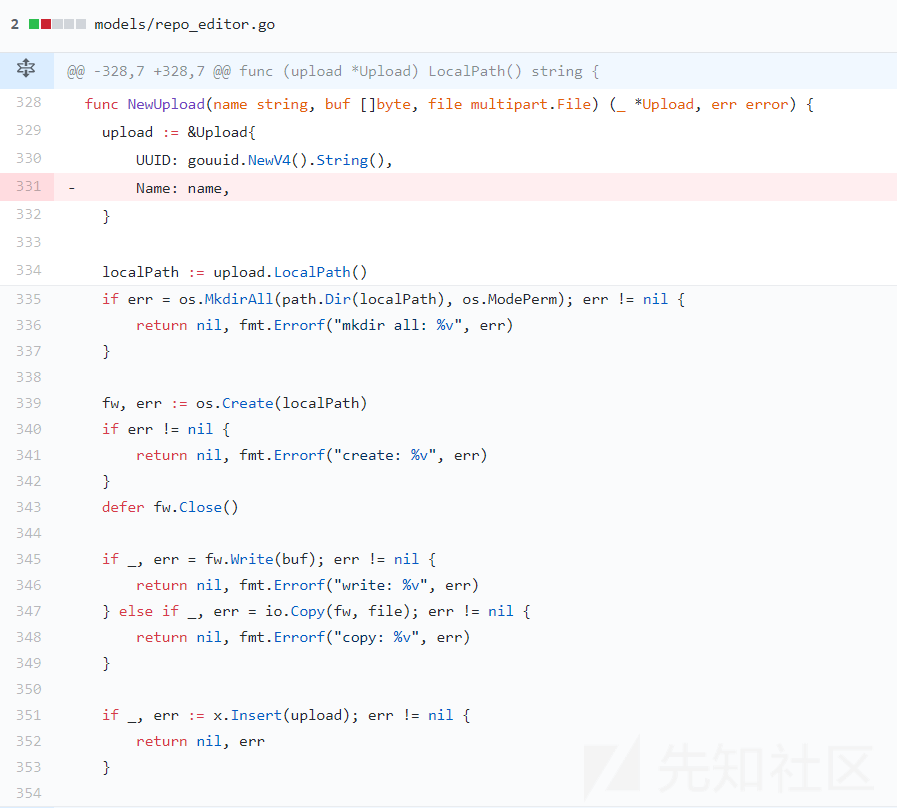 2 models/repo_editor.go
@@ -328,7 +328,7 @@ func (upload *Upload) LocalPath() string {
328 func NewUpload(name string, buf []byte, file multipart.File) (_ *Upload, err error) {
329 upload := &Upload{
330 UUID: gouuid.NewV4().String(),
331 - Name: name,
332 }
333
334 localPath := upload.LocalPath()
335 if err = os.MkdirAll(path.Dir(localPath), os.ModePerm); err != nil {
336 return nil, fmt.Errorf("mkdir all: %v", err)
337 }
338
339 fw, err := os.Create(localPath)
340 if err != nil {
341 return nil, fmt.Errorf("create: %v", err)
342 }
343 defer fw.Close()
344
345 if _, err = fw.Write(buf); err != nil {
346 return nil, fmt.Errorf("write: %v", err)
347 } else if _, err = io.Copy(fw, file); err != nil {
348 return nil, fmt.Errorf("copy: %v", err)
349 }
350
351 if _, err := x.Insert(upload); err != nil {
352 return nil, err
353 }
354
先知社区